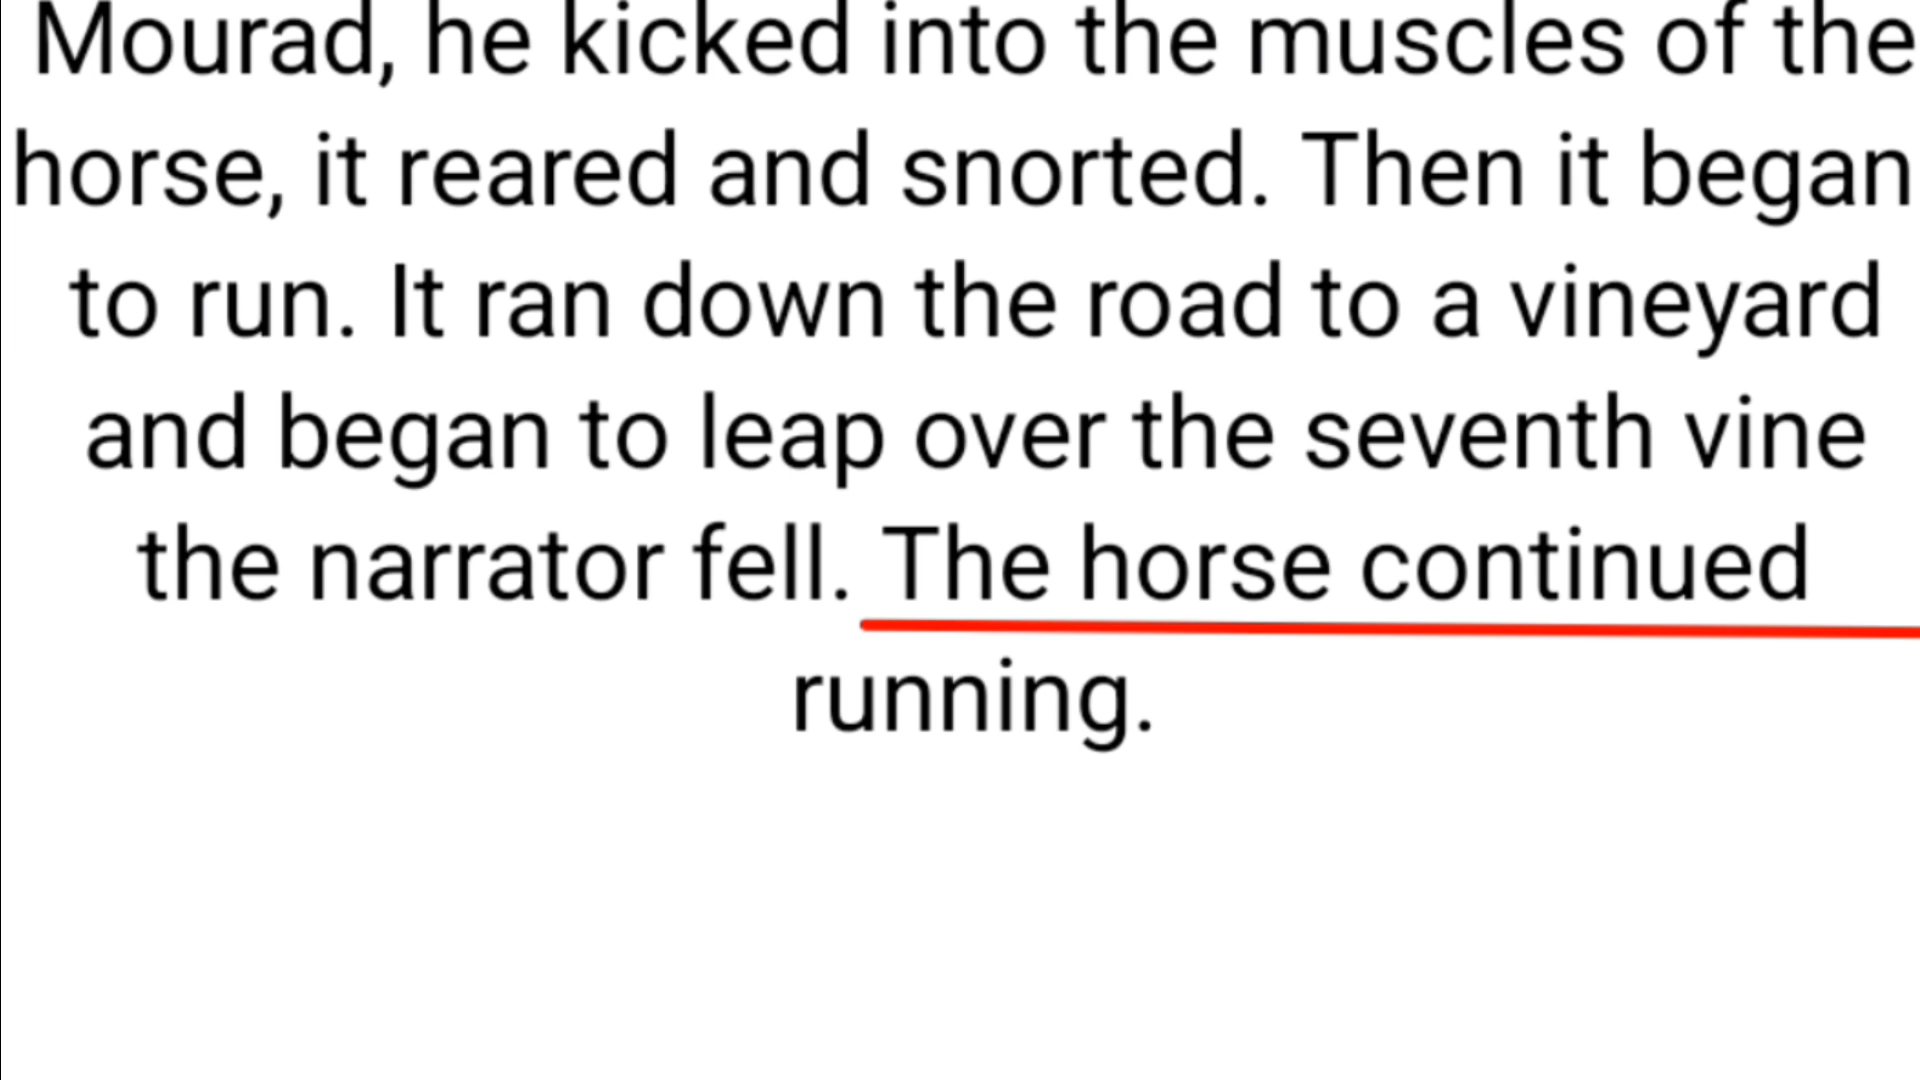 Mourad, he kicked into the muscles of the
horse, it reared and snorted. Then it began
to run. It ran down the road to a vineyard
and began to leap over the seventh vine
the narrator fell. The horse continued
running.